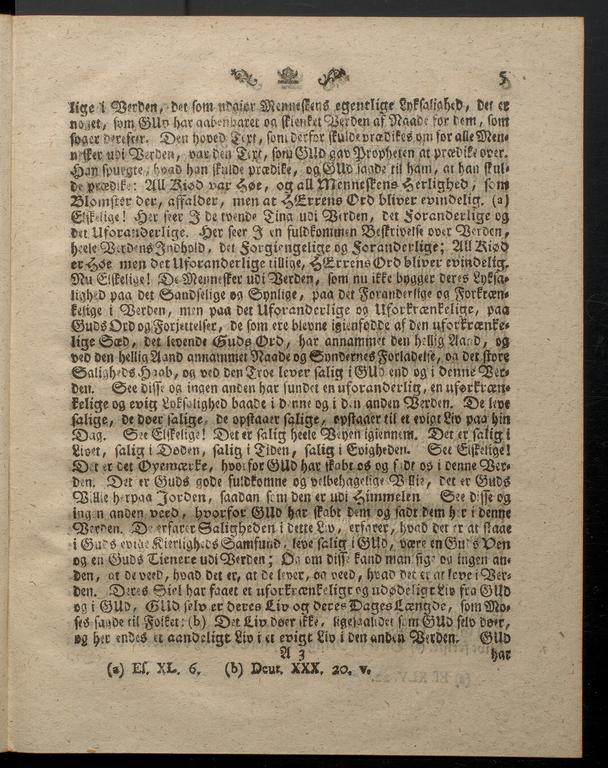 5
lige i Verden, det som udgiør Menneskens egentlige Lyksalighed, det er
noget, som GUD har aabenbaret og skienket Verden af Naade for dem, som
søger derefter. Den hoved Text, som derfor skulde prædikes om for alle Men-
nesker udi Verden, var den Text, som GUd gav Propheten at prædike over.
Han spurgte, hvad han skulde prædike, og GUd sagde til ham, at han skul-
de prædike: All Kiød var Høe, og all Menneskens Herlighed, som
Blomster der, affalder, men at HErrens Ord bliver evindelig. (a)
Elskelige! Her seer J de tvende Ting udi Verden, det Foranderlige og
det Uforanderlige. Her seer J en fuldkommen Beskrivelse over Verden,
heele Verdens Indhold, det Forgiengelige og Foranderlige; All Kiød
er Høe, men det Uforanderlige tillige, HErrens Ord bliver evindelig.
Nu Elskelige! De Mennesker udi Verden, som nu ikke bygger deres Lyksa-
lighed paa det Sandselige og Synlige, paa det Foranderlige og Forkræn-
kelige i Verden, men paa det Uforanderlige og Uforkrænkelige, paa
Guds Ord og Forjettelser, de som ere blevne igienfødde af den uforkrænke-
lige Sæd, det levende Guds Ord, har annammet den hellig Aand, og
ved den hellig Aand annammet Naade og Syndernes Forladelse, og det store
Saligheds Haab, og ved den Troe lever salig i GUd end og i denne Ver-
den. See disse og ingen anden har fundet en uforanderlig, en uforkræn-
kelige og evig Lyksalighed baade i denne og i den anden Verden. De leve
salige, de døer salige, de opstaaer salige, opstaaer til et evigt Liv paa hin
Dag. See Elskelige! Det er salig heele Veyen igiennem. Det er salig i
Livet, salig i Døden, salig i Tiden, salig i Evigheden. See Elskelige!
Det er det Oyemærke, hvorfor GUd har skabt os og sadt os i denne Ver-
den. Det er Guds gode fuldkomne og velbehagelige Villie, det er Guds
Villie herpaa Jorden, saadan som den er udi Himmelen See disse og
ingen anden veed, hvorfor GUd har skabt dem og sadt dem her i denne
Verden. De erfarer Saligheden i dette Liv, erfarer, hvad det er at staae
i Guds evige Kierligheds Samfund, leve salig i GUd, være en Guds Ven
og en Guds Tienere udi Verden; Og om disse kand man sige og ingen an-
den, at de veed, hvad det er, at de lever, og veed, hvad det er at leve i Ver-
den. Deres Siel har faaet et uforkrænkeligt og udødeligt Liv fra GUd
og i GUd, GUd selv er deres Liv og deres Dages Længde, som Mo-
ses sagde til Folket: (b) Det Liv døer ikke, ligesaalidet som GUd selv døer,
og her endes et aandeligt Liv i et evigt Liv i den anden Verden. GUd
A 3 har
(a) Es. XL. 6. (b) Deut. XXX. 20. v.